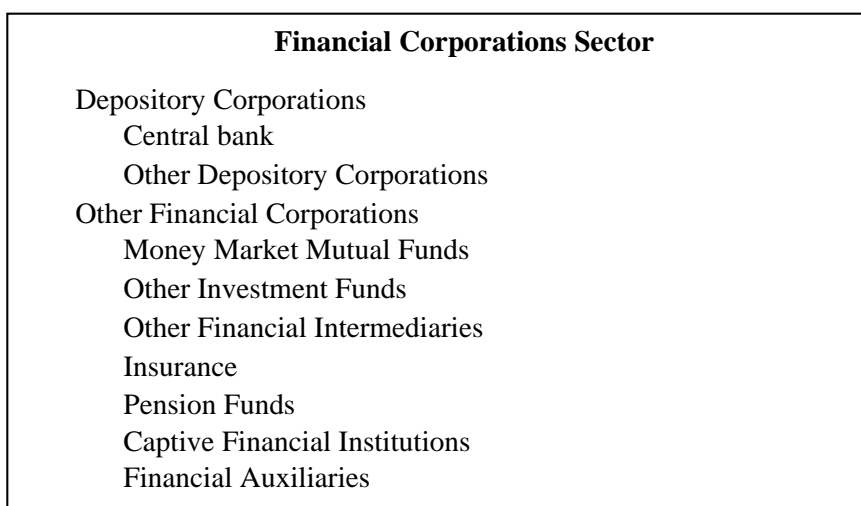 Financial Corporations Sector
Depository Corporations
Central bank
Other Depository Corporations
Other Financial Corporations
Money Market Mutual Funds
Other Investment Funds
Other Financial Intermediaries
Insurance
Pension Funds
Captive Financial Institutions
Financial Auxiliaries